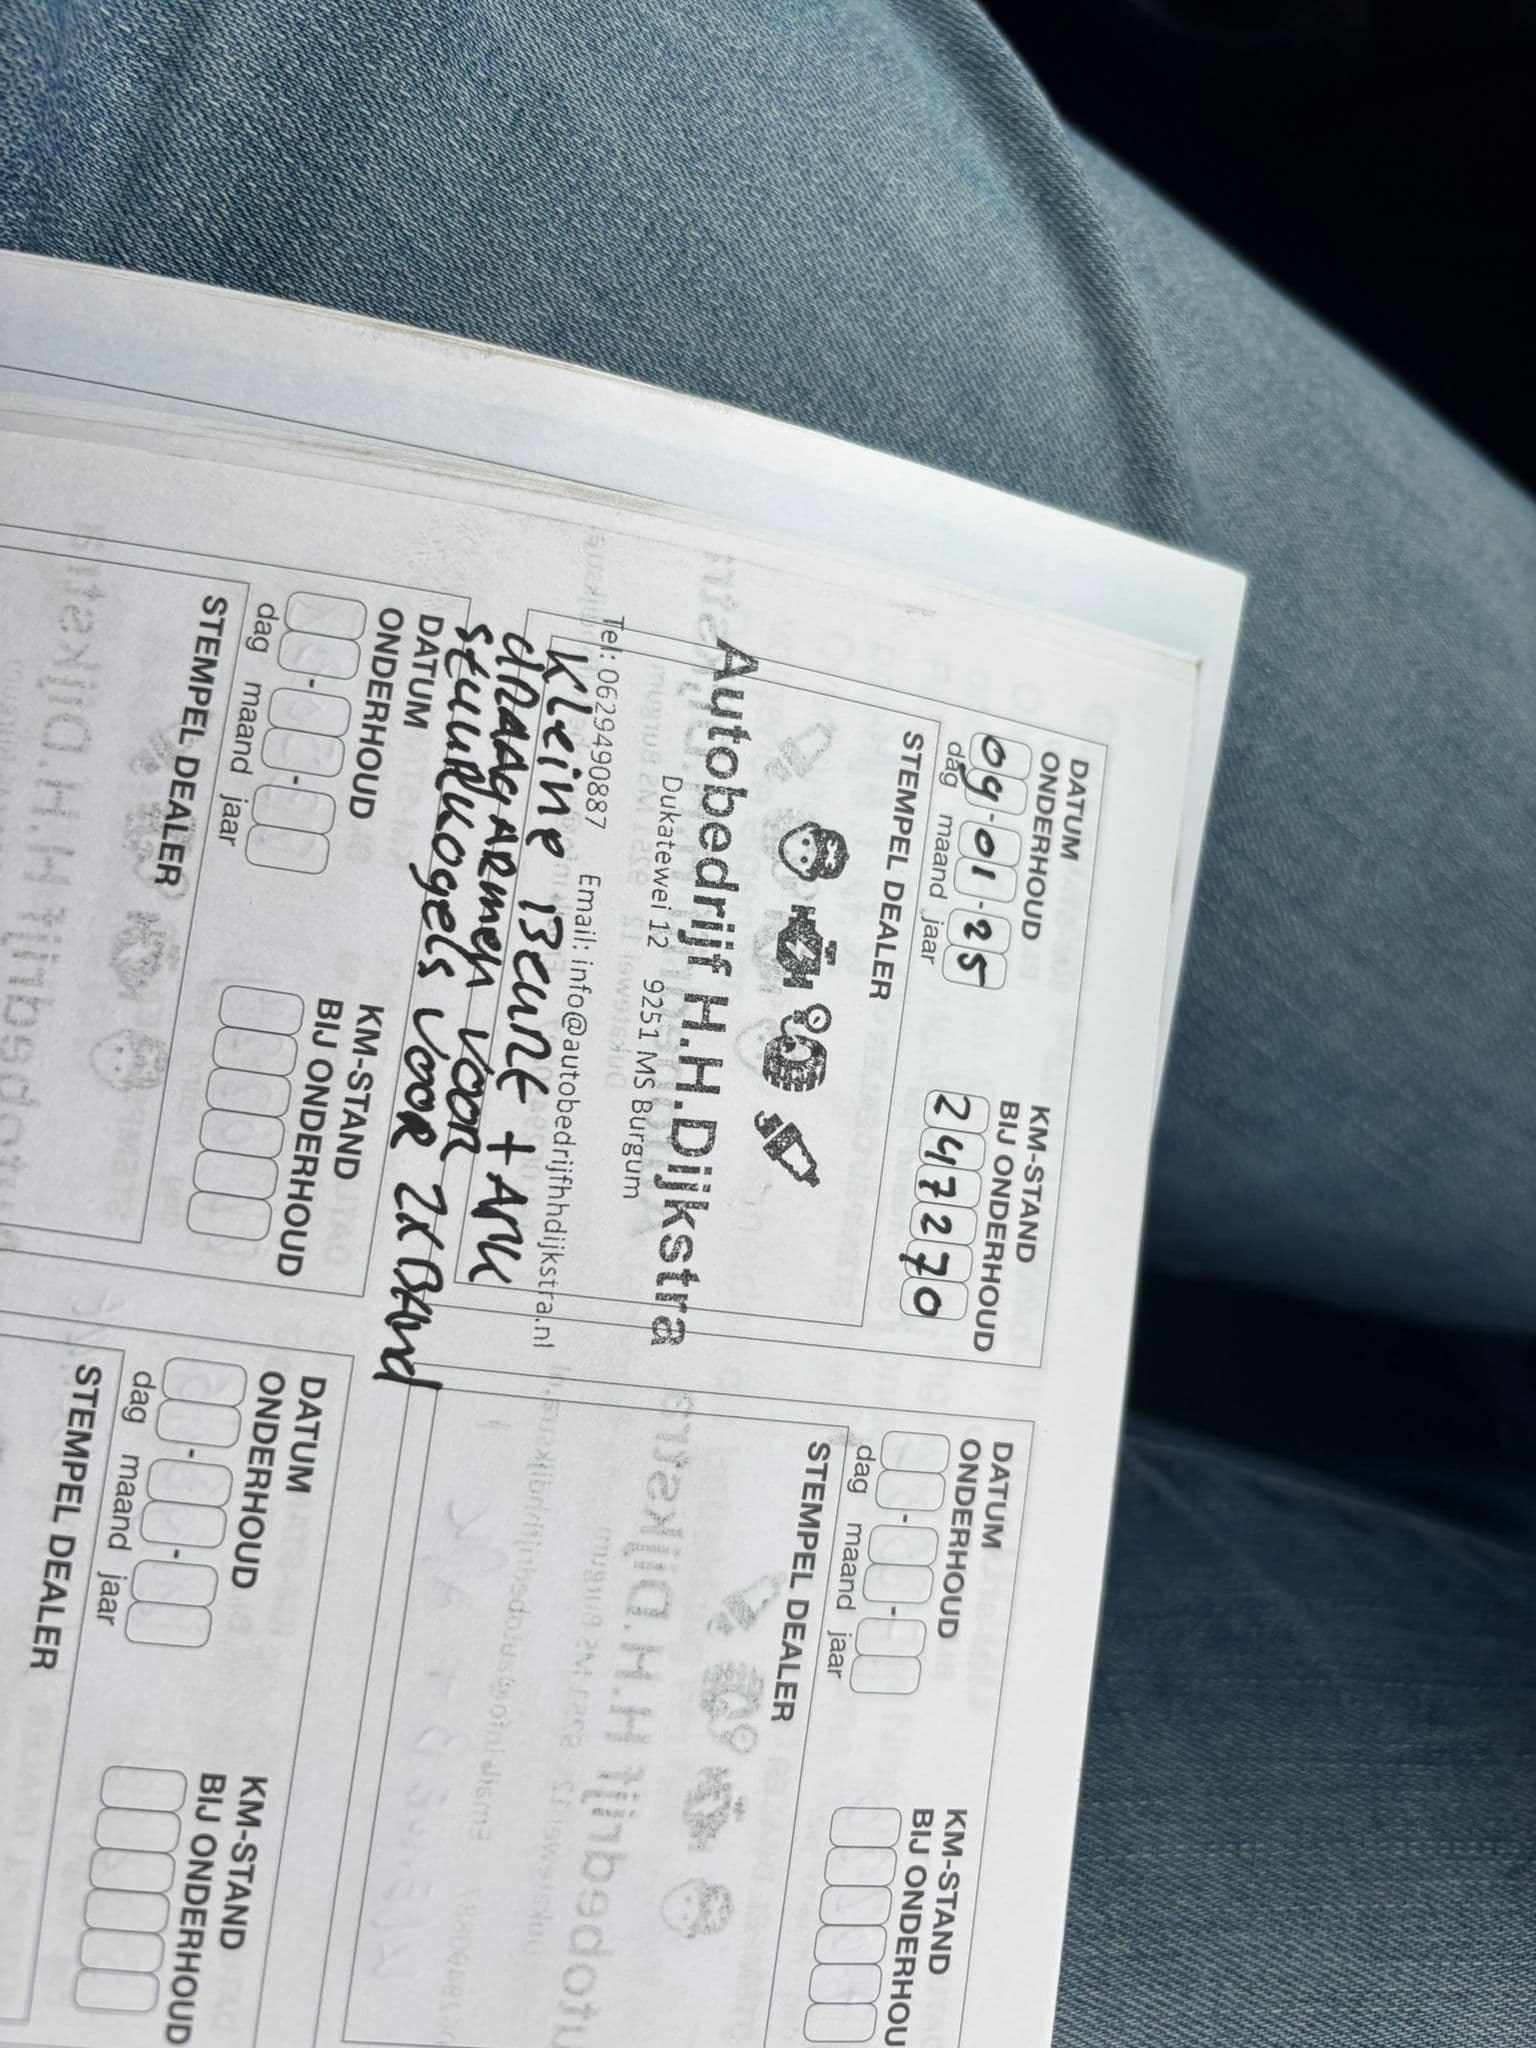 DATUM
ONDERHOUD
09-01-25
dag maand jaar
KM-STAND
BIJ ONDERHOUD
247270
STEMPEL DEALER
Autobedrijf H.H.Dijkstra
Dukatewei 12 9251 MS Burgum
Tel: 0629490887 Email: info@autobedrijfhhdijkstra.nl
Kleine Beurt + APK
draagarmen voor
stuurkogels voor 2x Band
DATUM
ONDERHOUD
dag maand jaar
KM-STAND
BIJ ONDERHOUD
STEMPEL DEALER
DATUM
ONDERHOUD
dag maand jaar
KM-STAND
BIJ ONDERHOU
STEMPEL DEALER
DATUM
ONDERHOUD
dag maand jaar
KM-STAND
BIJ ONDERHOUD
STEMPEL DEALER